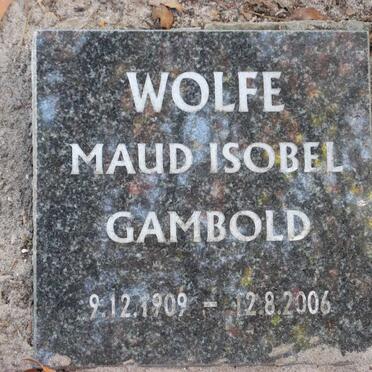 WOLFE
MAUD ISOBEL
GAMBOLD
9.12.1909 - 12.8.2006